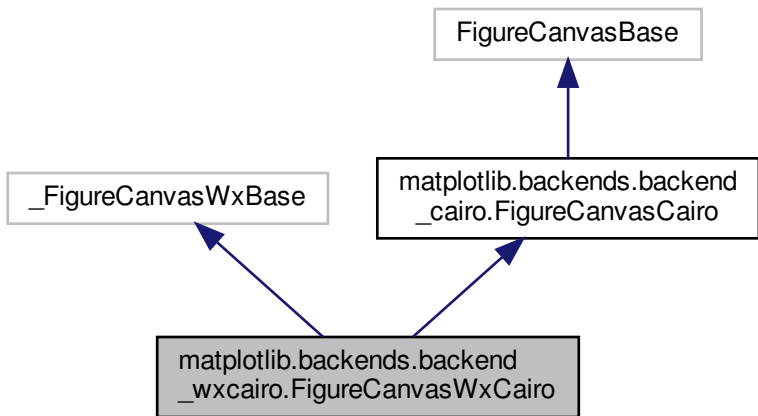 FigureCanvasBase
_FigureCanvasWxBase
matplotlib.backends.backend
_cairo.FigureCanvasCairo
matplotlib.backends.backend
_wxcairo.FigureCanvasWxCairo